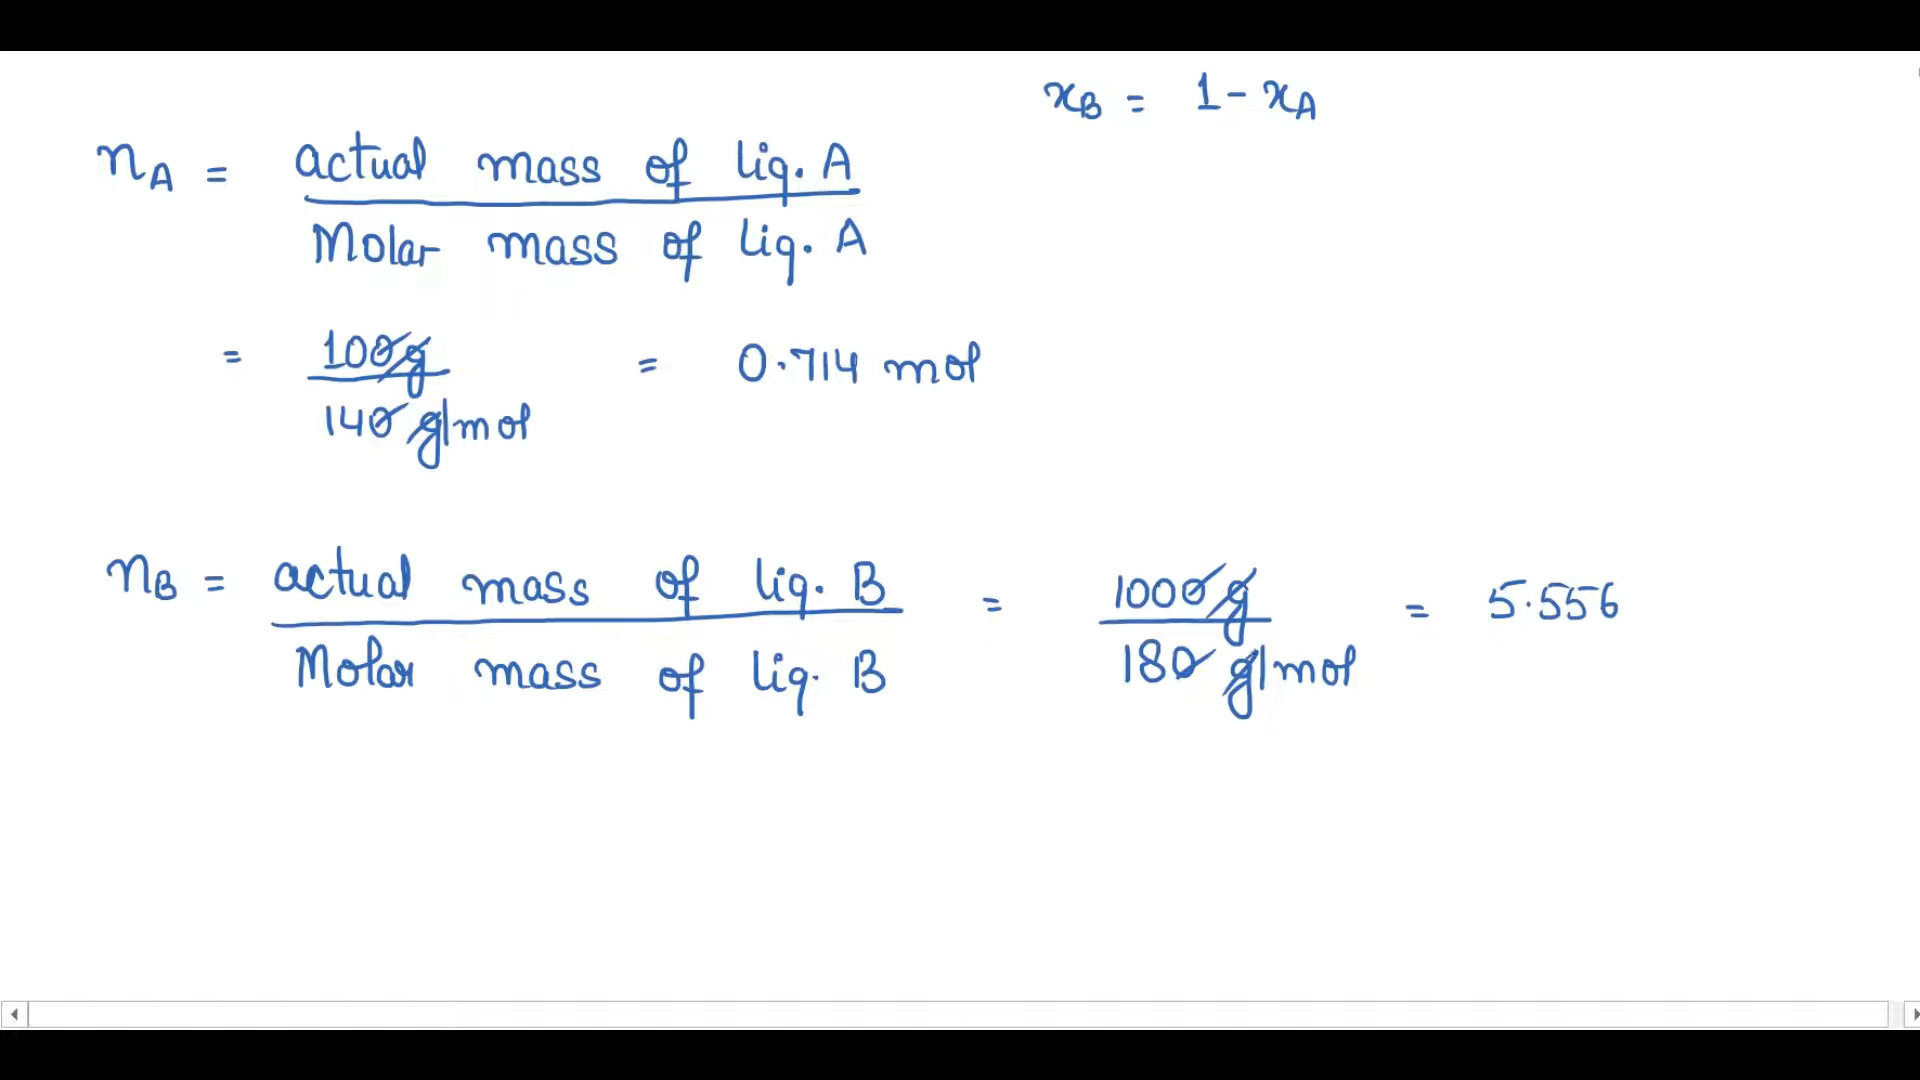 x_B = 1 - x_A
n_A = actual mass of liq. A / Molar mass of liq. A
= 100 g / 140 g/mol = 0.714 mol
n_B = actual mass of liq. B / Molar mass of liq. B = 1000 g / 180 g/mol = 5.556